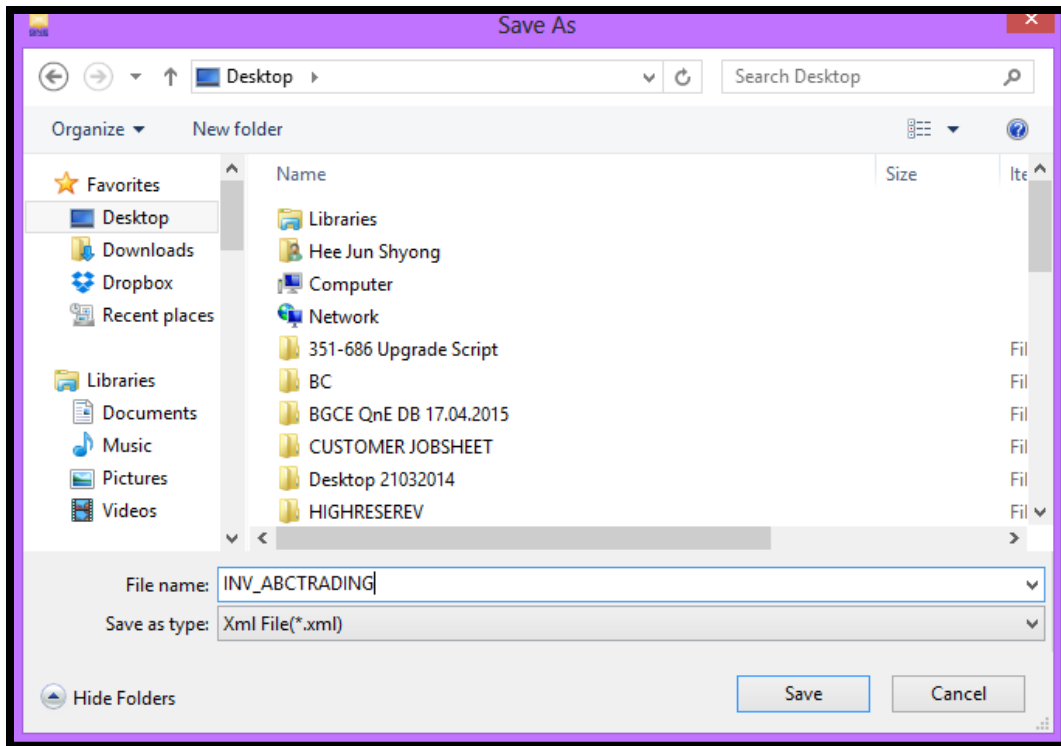 Save As
Desktop
Search Desktop
Organize
New folder
Favorites
Desktop
Downloads
Dropbox
Recent places
Libraries
Documents
Music
Pictures
Videos
Name
Size
Ite
Libraries
Hee Jun Shyong
Computer
Network
351-686 Upgrade Script
Fil
BC
Fil
BGCE QnE DB 17.04.2015
Fil
CUSTOMER JOBSHEET
Fil
Desktop 21032014
Fil
HIGHRESEREV
Fil
File name: INV_ABCTRADING
Save as type: Xml File(*.xml)
Hide Folders
Save
Cancel